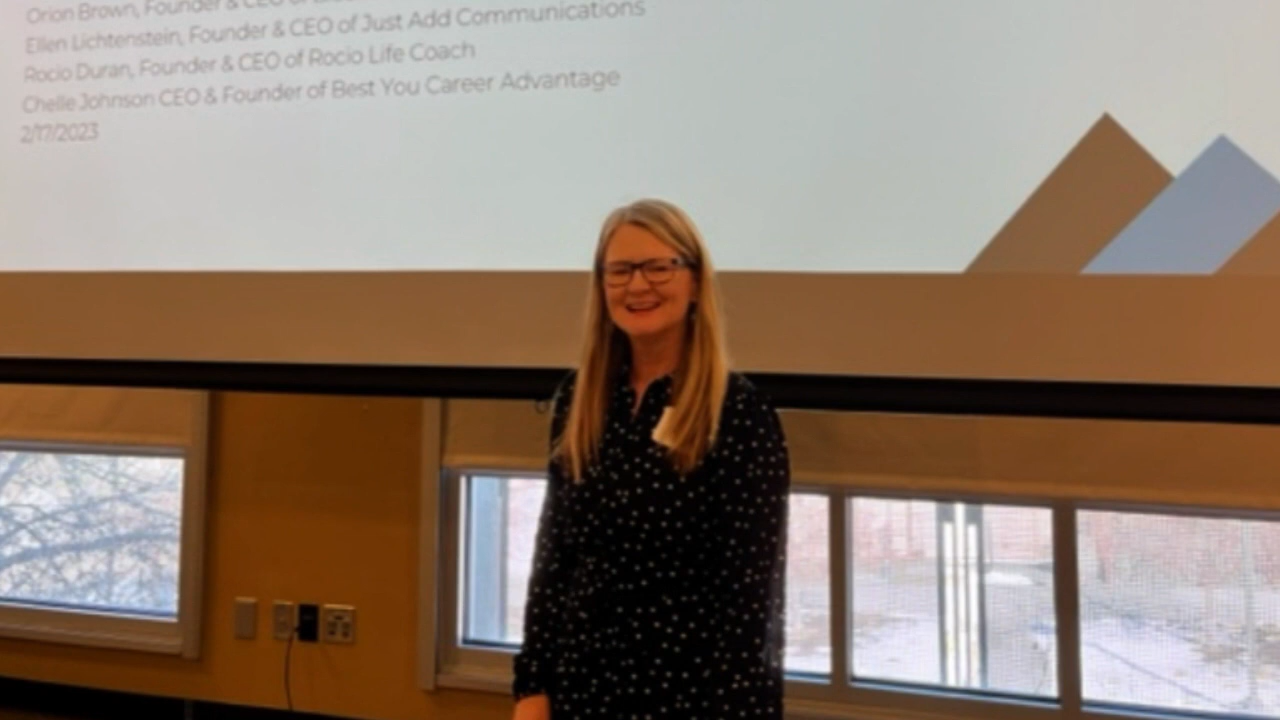 Orion Brown, Founder & CEO of
Ellen Lichtenstein, Founder & CEO of Just Add Communications
Rocio Duran, Founder & CEO of Rocio Life Coach
Chelle Johnson CEO & Founder of Best You Career Advantage
2/17/2023